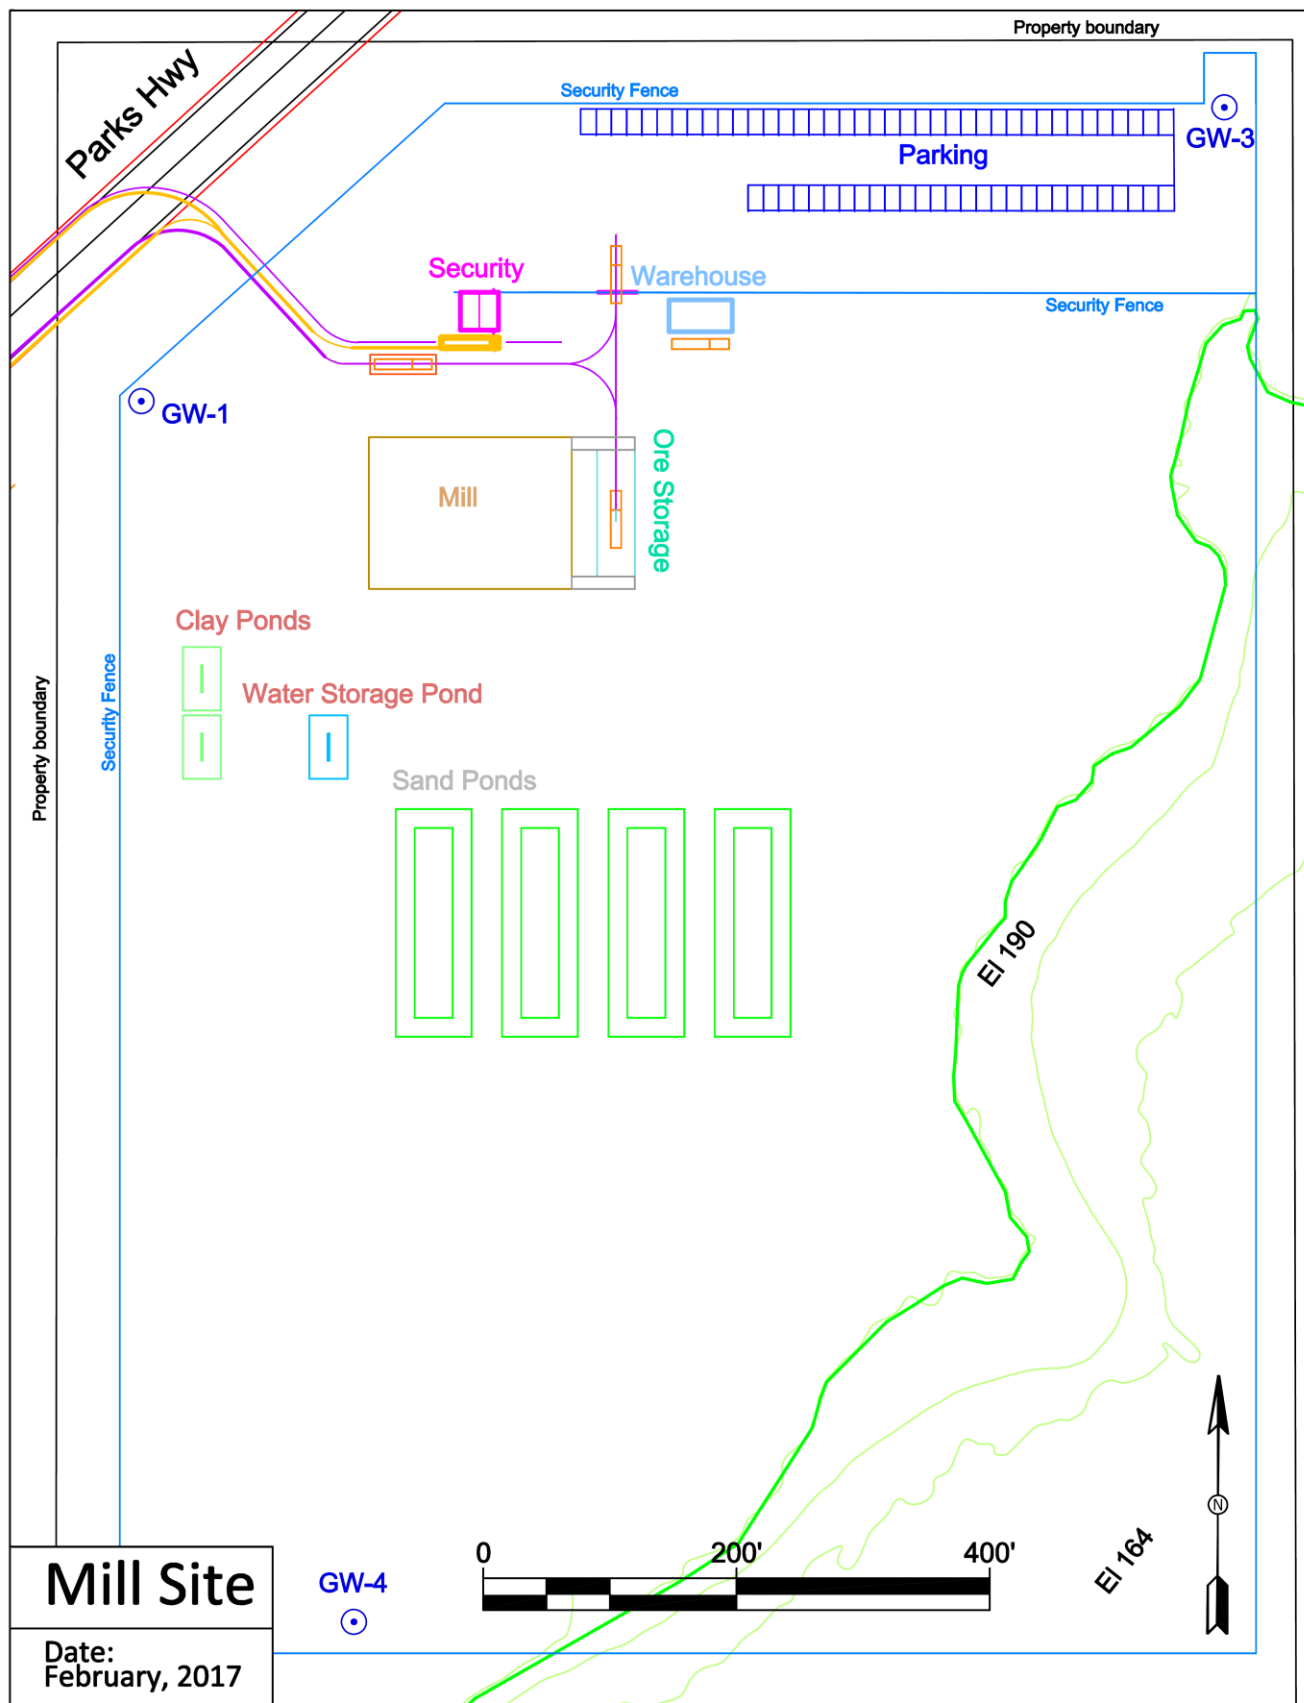 Property boundary
Parks Hwy
Security Fence
GW-3
Parking
Security
Warehouse
Security Fence
GW-1
Ore Storage
Mill
Clay Ponds
Security Fence
Property boundary
Water Storage Pond
Sand Ponds
El 190
N
0 200' 400'
El 164
Mill Site
GW-4
Date:
February, 2017